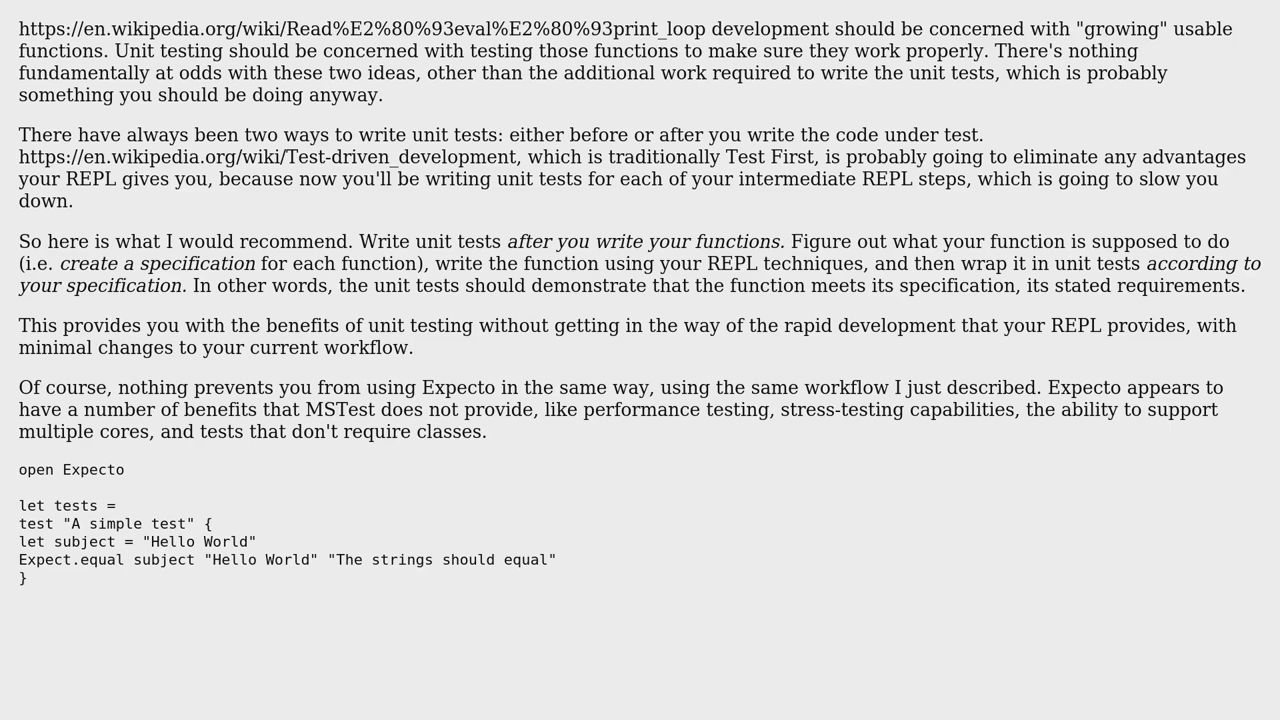 https://en.wikipedia.org/wiki/Read%E2%80%93eval%E2%80%93print_loop development should be concerned with "growing" usable
functions. Unit testing should be concerned with testing those functions to make sure they work properly. There's nothing
fundamentally at odds with these two ideas, other than the additional work required to write the unit tests, which is probably
something you should be doing anyway.
There have always been two ways to write unit tests: either before or after you write the code under test.
https://en.wikipedia.org/wiki/Test-driven_development, which is traditionally Test First, is probably going to eliminate any advantages
your REPL gives you, because now you'll be writing unit tests for each of your intermediate REPL steps, which is going to slow you
down.
So here is what I would recommend. Write unit tests after you write your functions. Figure out what your function is supposed to do
(i.e. create a specification for each function), write the function using your REPL techniques, and then wrap it in unit tests according to
your specification. In other words, the unit tests should demonstrate that the function meets its specification, its stated requirements.
This provides you with the benefits of unit testing without getting in the way of the rapid development that your REPL provides, with
minimal changes to your current workflow.
Of course, nothing prevents you from using Expecto in the same way, using the same workflow I just described. Expecto appears to
have a number of benefits that MSTest does not provide, like performance testing, stress-testing capabilities, the ability to support
multiple cores, and tests that don't require classes.
open Expecto
let tests =
test "A simple test" {
let subject = "Hello World"
Expect.equal subject "Hello World" "The strings should equal"
}